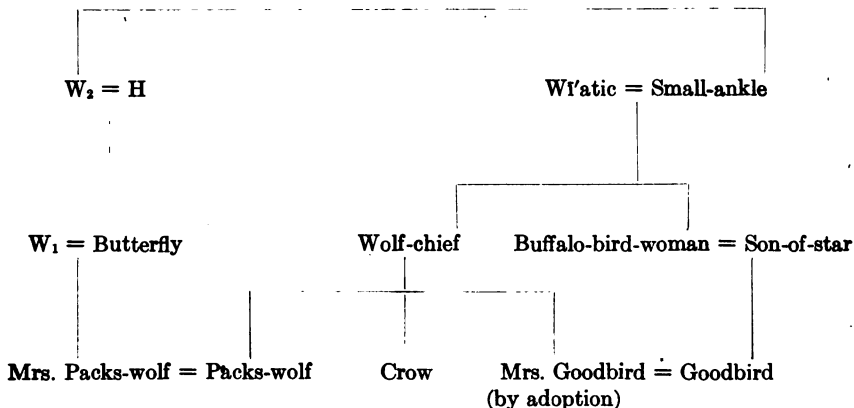 W₂ = H Wī′atic = Small-ankle
W₁ = Butterfly Wolf-chief Buffalo-bird-woman = Son-of-star
Mrs. Packs-wolf = Packs-wolf Crow Mrs. Goodbird = Goodbird
(by adoption)